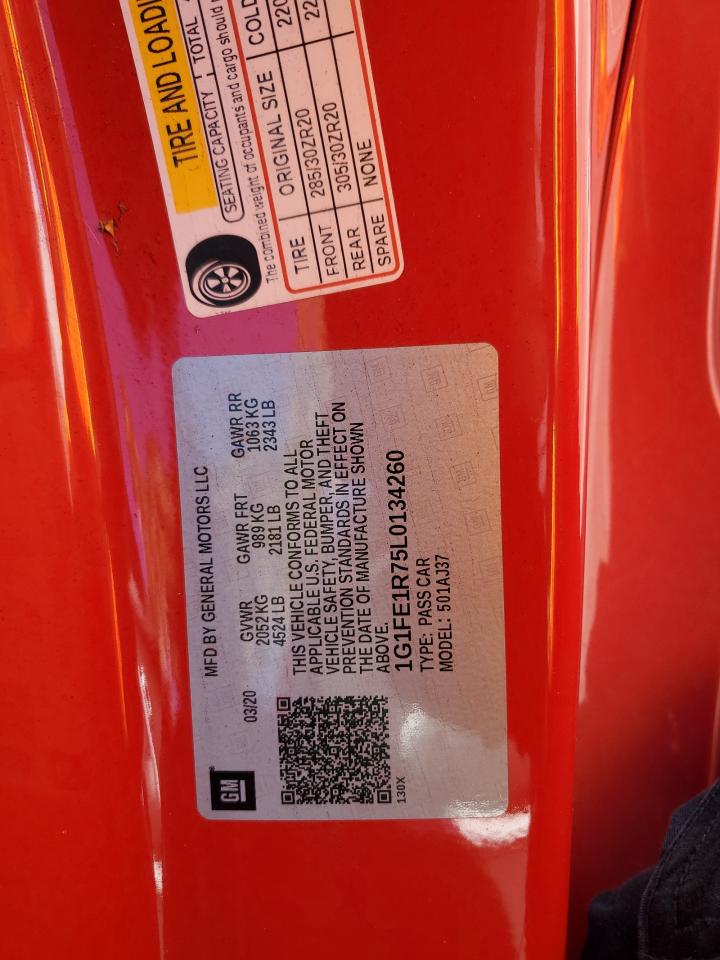 TIRE AND LOADI
SEATING CAPACITY TOTAL
The combined weight of occupants and cargo should
TIRE ORIGINAL SIZE COLD
FRONT 285/30ZR20 220
REAR 305/30ZR20 22
SPARE NONE
GM
MFD BY GENERAL MOTORS LLC
03/20 GVWR GAWR FRT GAWR RR
2052 KG 989 KG 1063 KG
4524 LB 2181 LB 2343 LB
THIS VEHICLE CONFORMS TO ALL
APPLICABLE U.S. FEDERAL MOTOR
VEHICLE SAFETY, BUMPER, AND THEFT
PREVENTION STANDARDS IN EFFECT ON
THE DATE OF MANUFACTURE SHOWN
ABOVE.
1G1FE1R75L0134260
TYPE: PASS CAR
MODEL: 501AJ37
130X